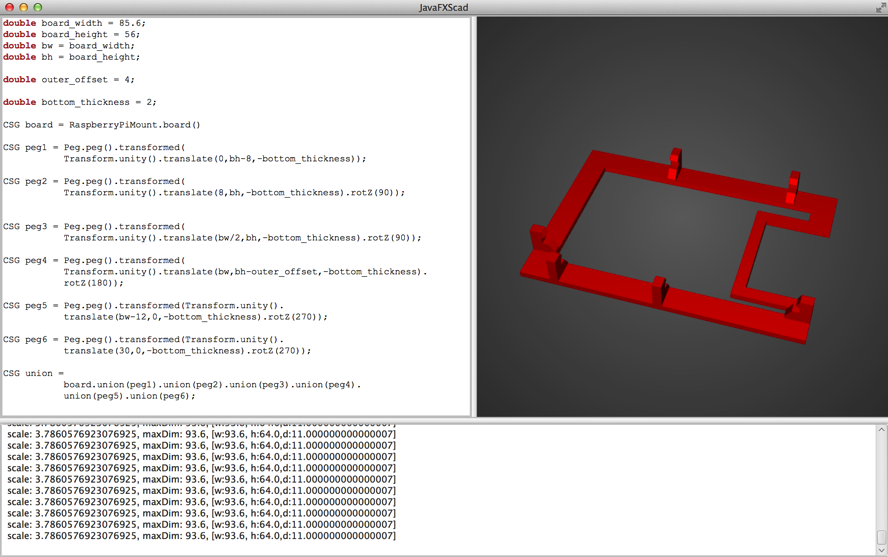 JavaFXScad
double board_width = 85.6;
double board_height = 56;
double bw = board_width;
double bh = board_height;
double outer_offset = 4;
double bottom_thickness = 2;
CSG board = RaspberryPiMount.board()
CSG peg1 = Peg.peg().transformed(
Transform.unity().translate(0,bh-8,-bottom_thickness));
CSG peg2 = Peg.peg().transformed(
Transform.unity().translate(8,bh,-bottom_thickness).rotZ(90));
CSG peg3 = Peg.peg().transformed(
Transform.unity().translate(bw/2,bh,-bottom_thickness).rotZ(90));
CSG peg4 = Peg.peg().transformed(
Transform.unity().translate(bw,bh-outer_offset,-bottom_thickness).
rotZ(180));
CSG peg5 = Peg.peg().transformed(Transform.unity().
translate(bw-12,0,-bottom_thickness).rotZ(270));
CSG peg6 = Peg.peg().transformed(Transform.unity().
translate(30,0,-bottom_thickness).rotZ(270));
CSG union =
board.union(peg1).union(peg2).union(peg3).union(peg4).
union(peg5).union(peg6);
scale: 3.7860576923076925, maxDim: 93.6, [w:93.6, h:64.0,d:11.000000000000007]
scale: 3.7860576923076925, maxDim: 93.6, [w:93.6, h:64.0,d:11.000000000000007]
scale: 3.7860576923076925, maxDim: 93.6, [w:93.6, h:64.0,d:11.000000000000007]
scale: 3.7860576923076925, maxDim: 93.6, [w:93.6, h:64.0,d:11.000000000000007]
scale: 3.7860576923076925, maxDim: 93.6, [w:93.6, h:64.0,d:11.000000000000007]
scale: 3.7860576923076925, maxDim: 93.6, [w:93.6, h:64.0,d:11.000000000000007]
scale: 3.7860576923076925, maxDim: 93.6, [w:93.6, h:64.0,d:11.000000000000007]
scale: 3.7860576923076925, maxDim: 93.6, [w:93.6, h:64.0,d:11.000000000000007]
scale: 3.7860576923076925, maxDim: 93.6, [w:93.6, h:64.0,d:11.000000000000007]
scale: 3.7860576923076925, maxDim: 93.6, [w:93.6, h:64.0,d:11.000000000000007]